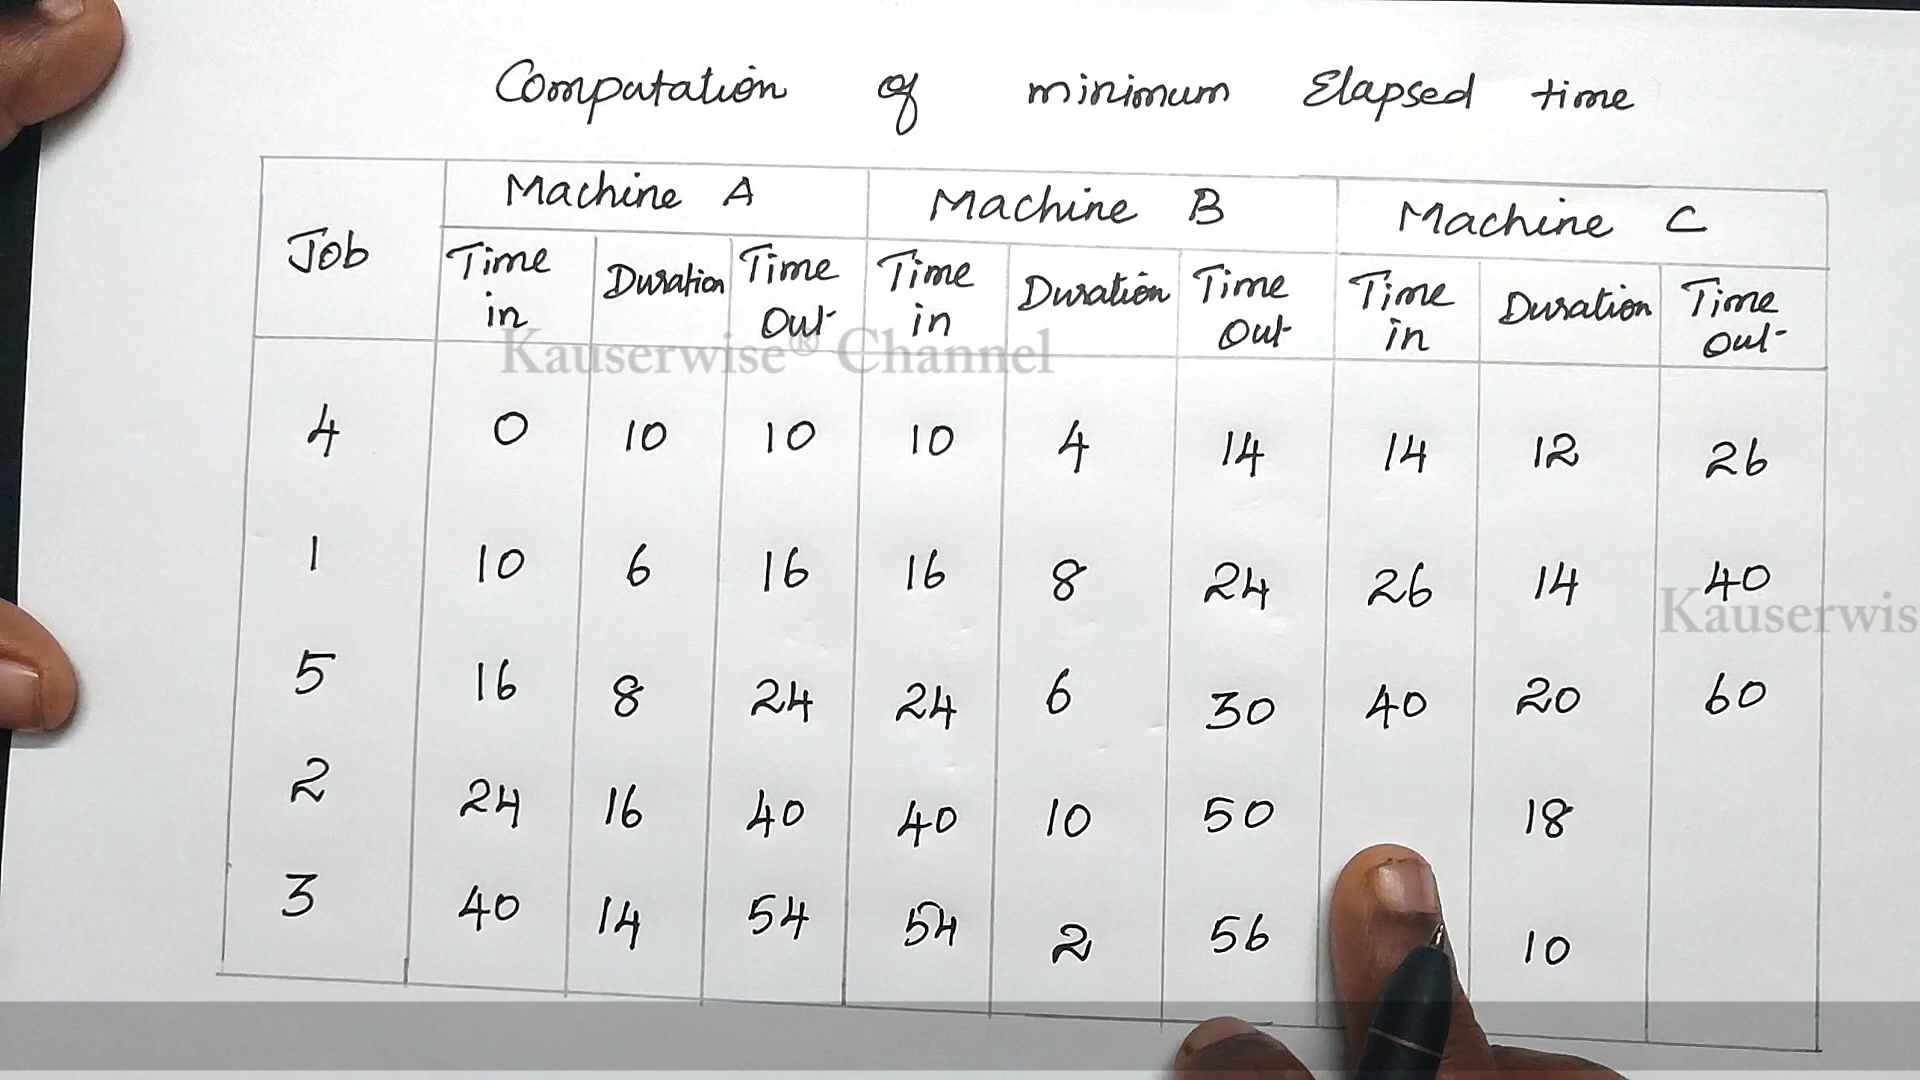 Computation of minimum Elapsed time
Job Machine A Machine B Machine C
Time in Duration Time Out Time in Duration Time Out Time in Duration Time Out
Kauserwise® Channel
4 0 10 10 10 4 14 14 12 26
1 10 6 16 16 8 24 26 14 40
Kauserwis
5 16 8 24 24 6 30 40 20 60
2 24 16 40 40 10 50 18
3 40 14 54 54 2 56 10